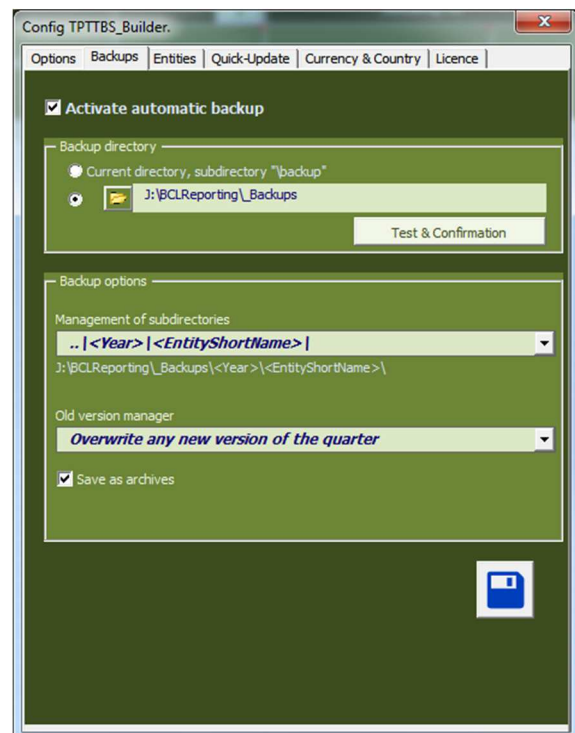 Config TPTTBS_Builder.
Options Backups Entities Quick-Update Currency & Country Licence
Activate automatic backup
Backup directory
Current directory, subdirectory "\backup"
J:\BCLReporting\_Backups
Test & Confirmation
Backup options
Management of subdirectories
..|<Year>|<EntityShortName>|
J:\BCLReporting\_Backups\<Year>\<EntityShortName>\
Old version manager
Overwrite any new version of the quarter
Save as archives